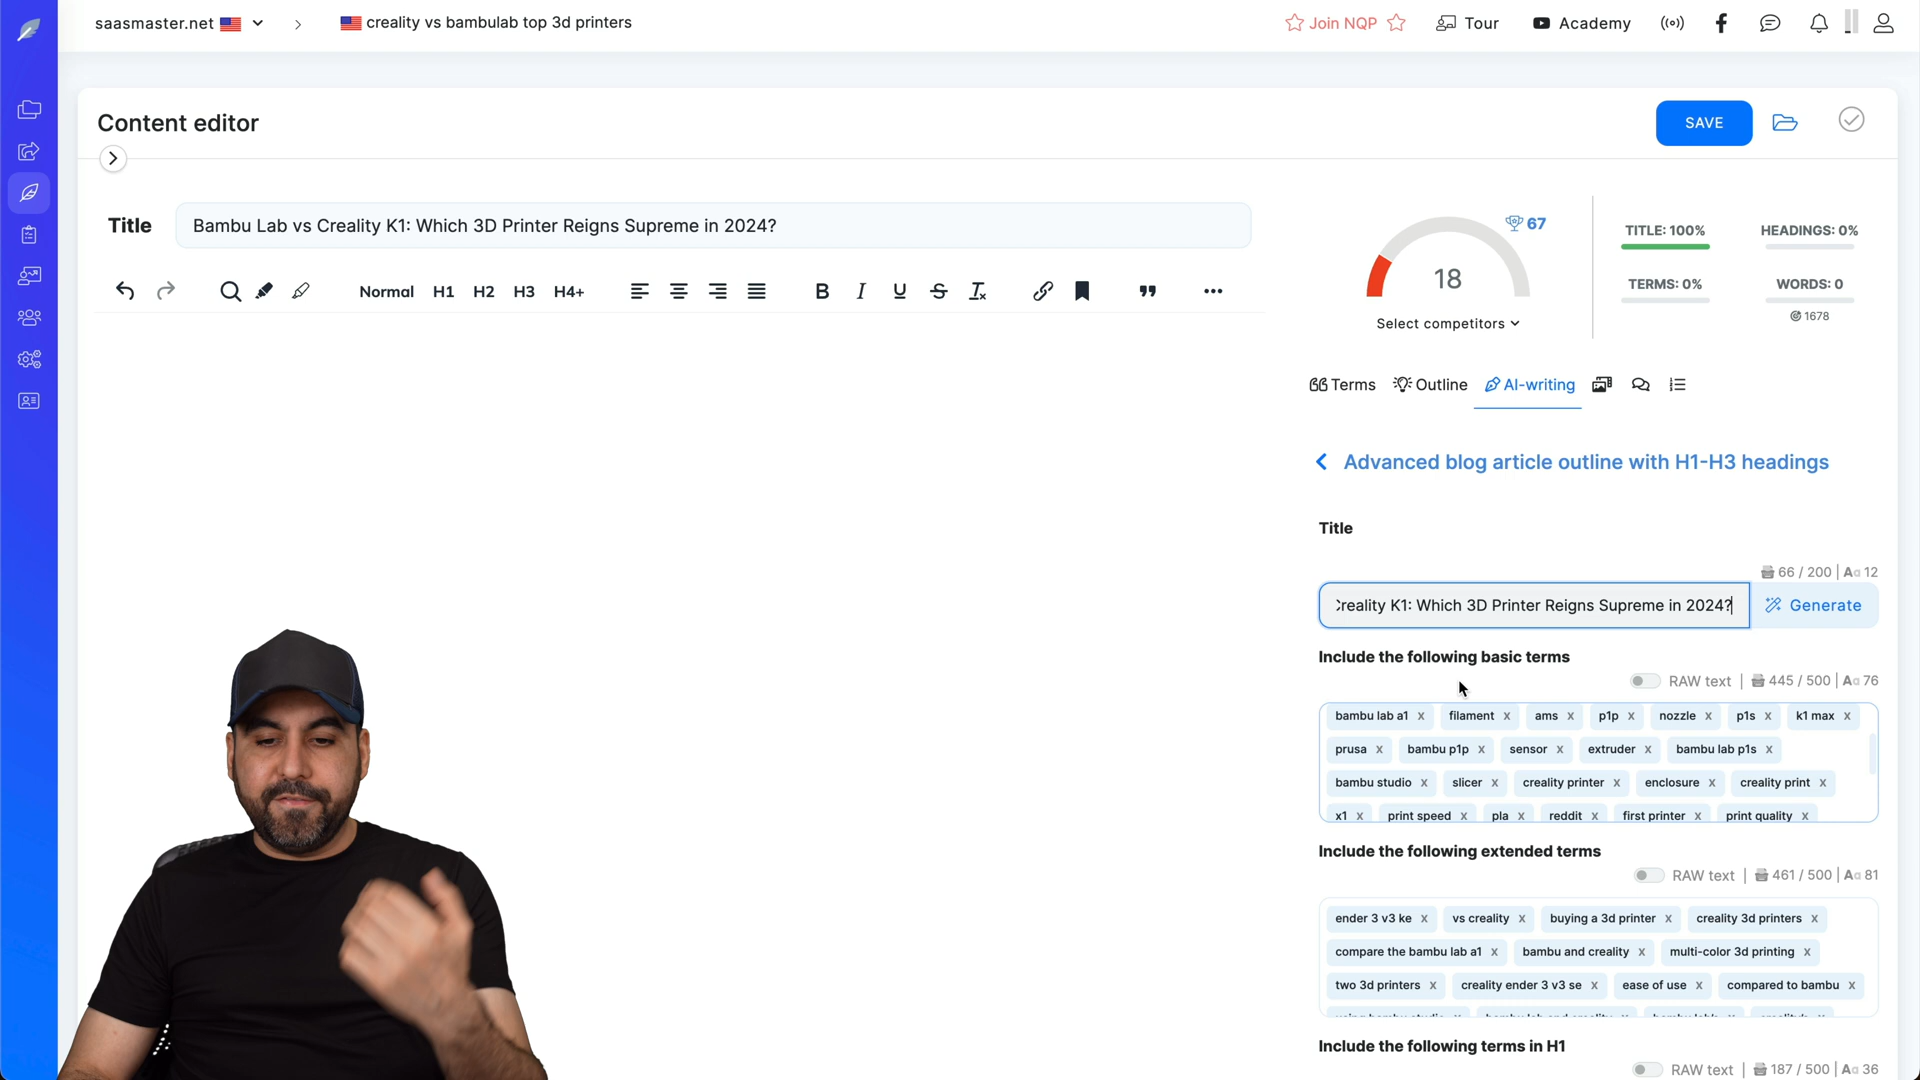 saasmaster.net
creality vs bambulab top 3d printers
Join NQP
Tour
Academy
Content editor
SAVE
Title
Bambu Lab vs Creality K1: Which 3D Printer Reigns Supreme in 2024?
Normal H1 H2 H3 H4+
67
18
Select competitors
TITLE: 100%
HEADINGS: 0%
TERMS: 0%
WORDS: 0
1678
Terms
Outline
AI-writing
Advanced blog article outline with H1-H3 headings
Title
66 / 200 | Aa 12
Creality K1: Which 3D Printer Reigns Supreme in 2024?
Generate
Include the following basic terms
RAW text | 445 / 500 | Aa 76
bambu lab a1 x filament x ams x p1p x nozzle x p1s x k1 max x
prusa x bambu p1p x sensor x extruder x bambu lab p1s x
bambu studio x slicer x creality printer x enclosure x creality print x
x1 x print speed x pla x reddit x first printer x print quality x
Include the following extended terms
RAW text | 461 / 500 | Aa 81
ender 3 v3 ke x vs creality x buying a 3d printer x creality 3d printers x
compare the bambu lab a1 x bambu and creality x multi-color 3d printing x
two 3d printers x creality ender 3 v3 se x ease of use x compared to bambu x
Include the following terms in H1
RAW text | 187 / 500 | Aa 36